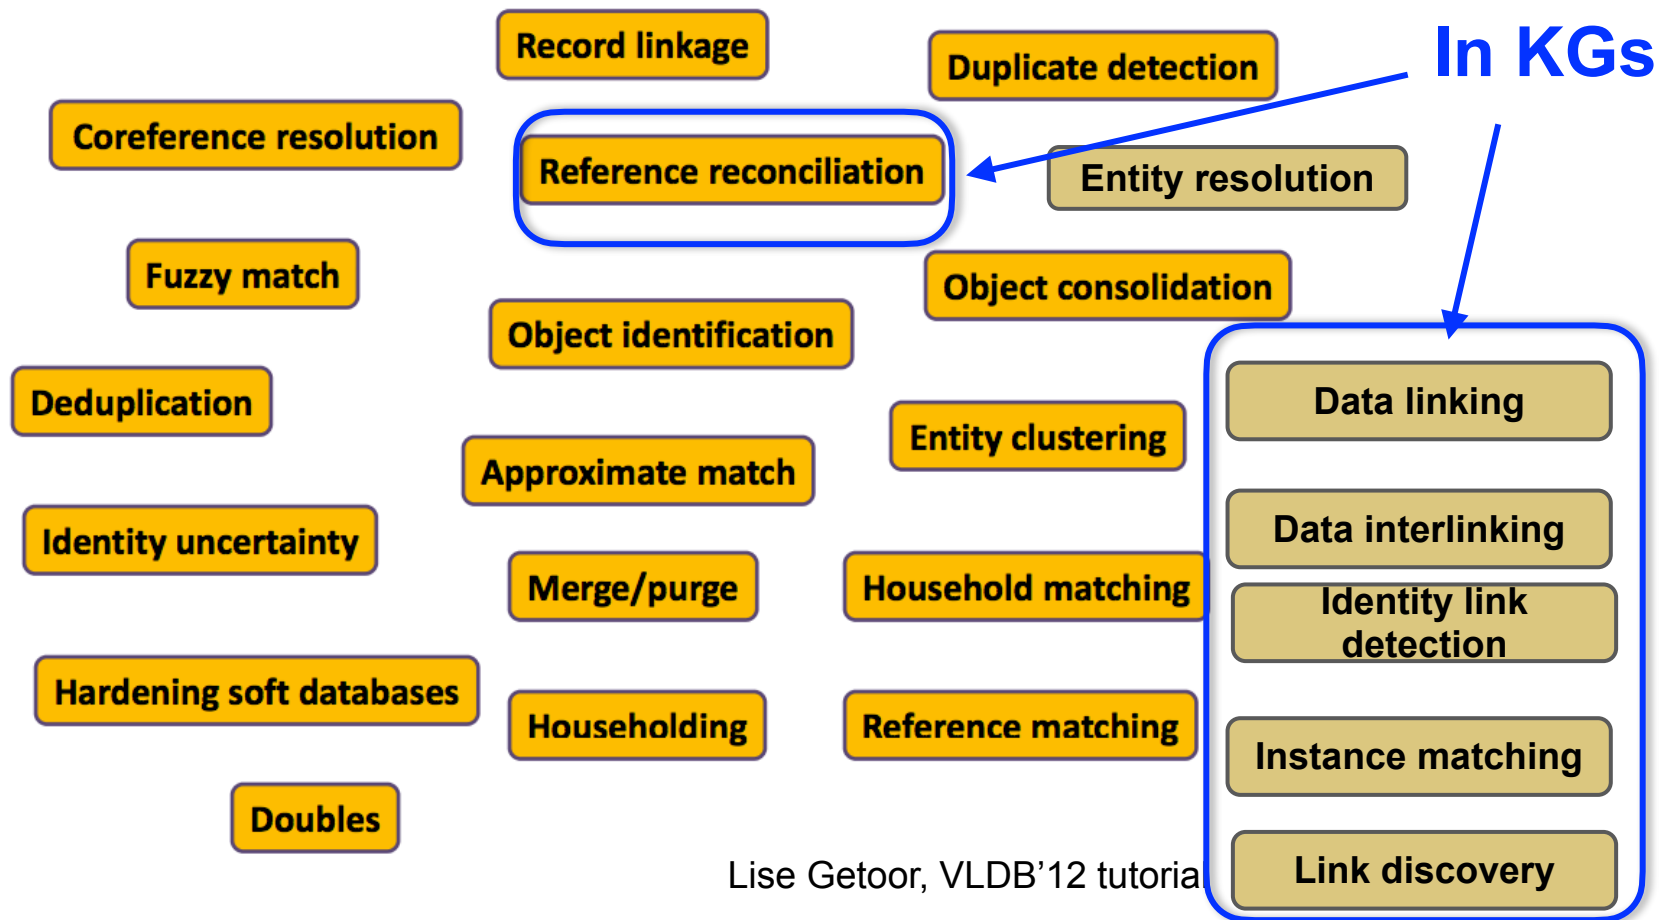 Record linkage
In KGs
Duplicate detection
Coreference resolution
Reference reconciliation
Entity resolution
Fuzzy match
Object consolidation
Object identification
Deduplication
Data linking
Entity clustering
Approximate match
Identity uncertainty
Data interlinking
Merge/purge
Household matching
Identity link
detection
Hardening soft databases
Householding
Reference matching
Instance matching
Doubles
Lise Getoor, VLDB'12 tutorial
Link discovery